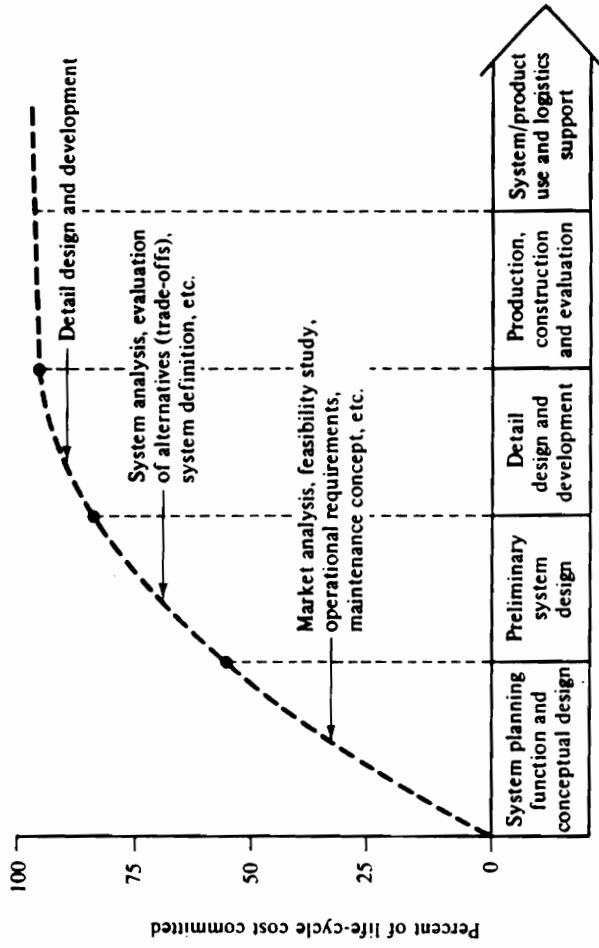 Percent of life-cycle cost committed
100
75
50
25
0
Detail design and development
System analysis, evaluation
of alternatives (trade-offs),
system definition, etc.
Market analysis, feasibility study,
operational requirements,
maintenance concept, etc.
System planning
function and
conceptual design
Preliminary
system
design
Detail
design and
development
Production,
construction
and evaluation
System/product
use and logistics
support